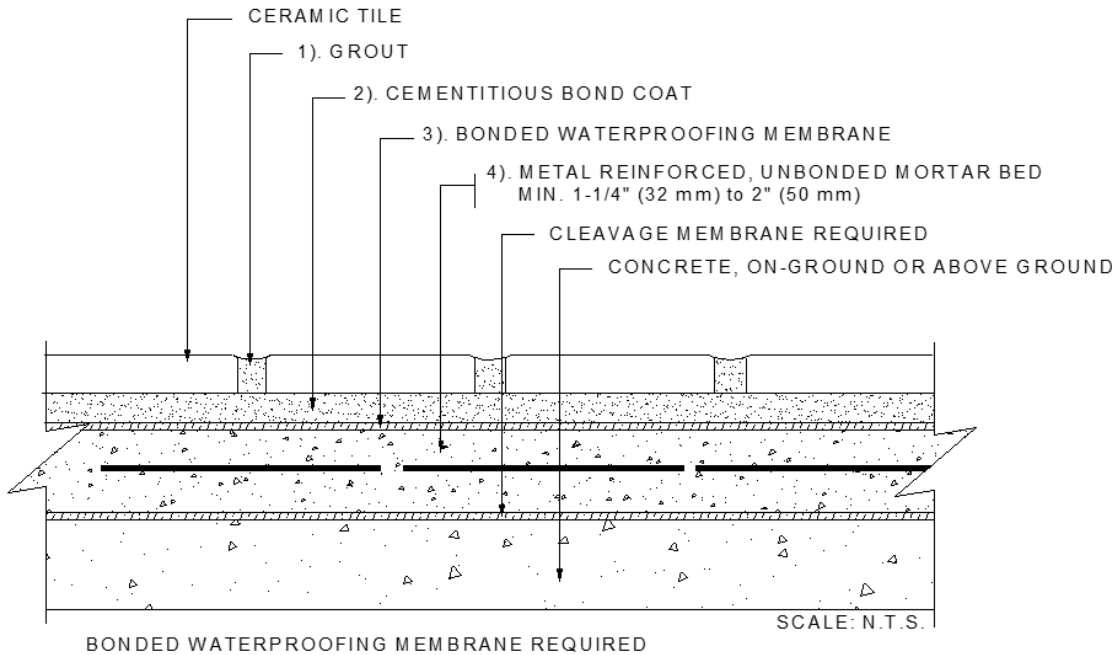 CERAMIC TILE
1). GROUT
2). CEMENTITIOUS BOND COAT
3). BONDED WATERPROOFING MEMBRANE
4). METAL REINFORCED, UNBONDED MORTAR BED
MIN. 1-1/4" (32 mm) to 2" (50 mm)
CLEAVAGE MEMBRANE REQUIRED
CONCRETE, ON-GROUND OR ABOVE GROUND
SCALE: N.T.S.
BONDED WATERPROOFING MEMBRANE REQUIRED